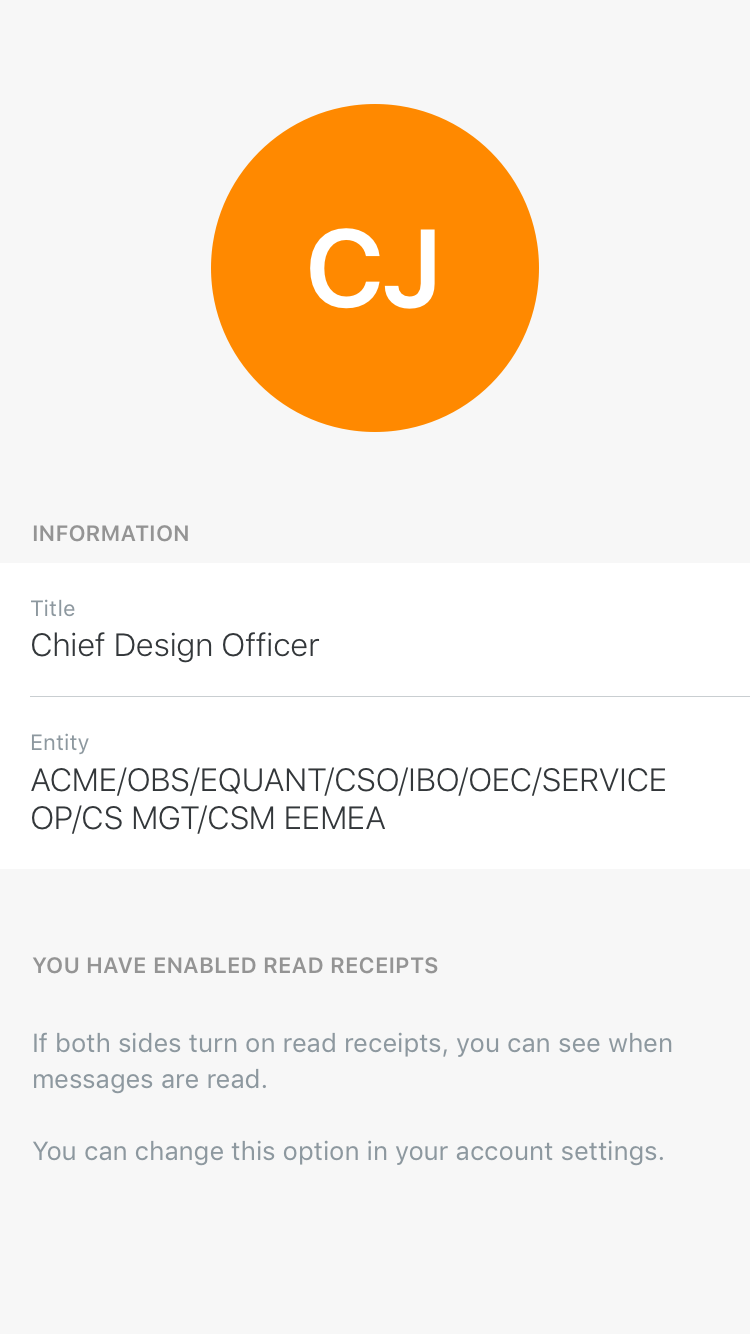 CJ
INFORMATION
Title
Chief Design Officer
Entity
ACME/OBS/EQUANT/CSO/IBO/OEC/SERVICE
OP/CS MGT/CSM EEMEA
YOU HAVE ENABLED READ RECEIPTS
If both sides turn on read receipts, you can see when
messages are read.
You can change this option in your account settings.